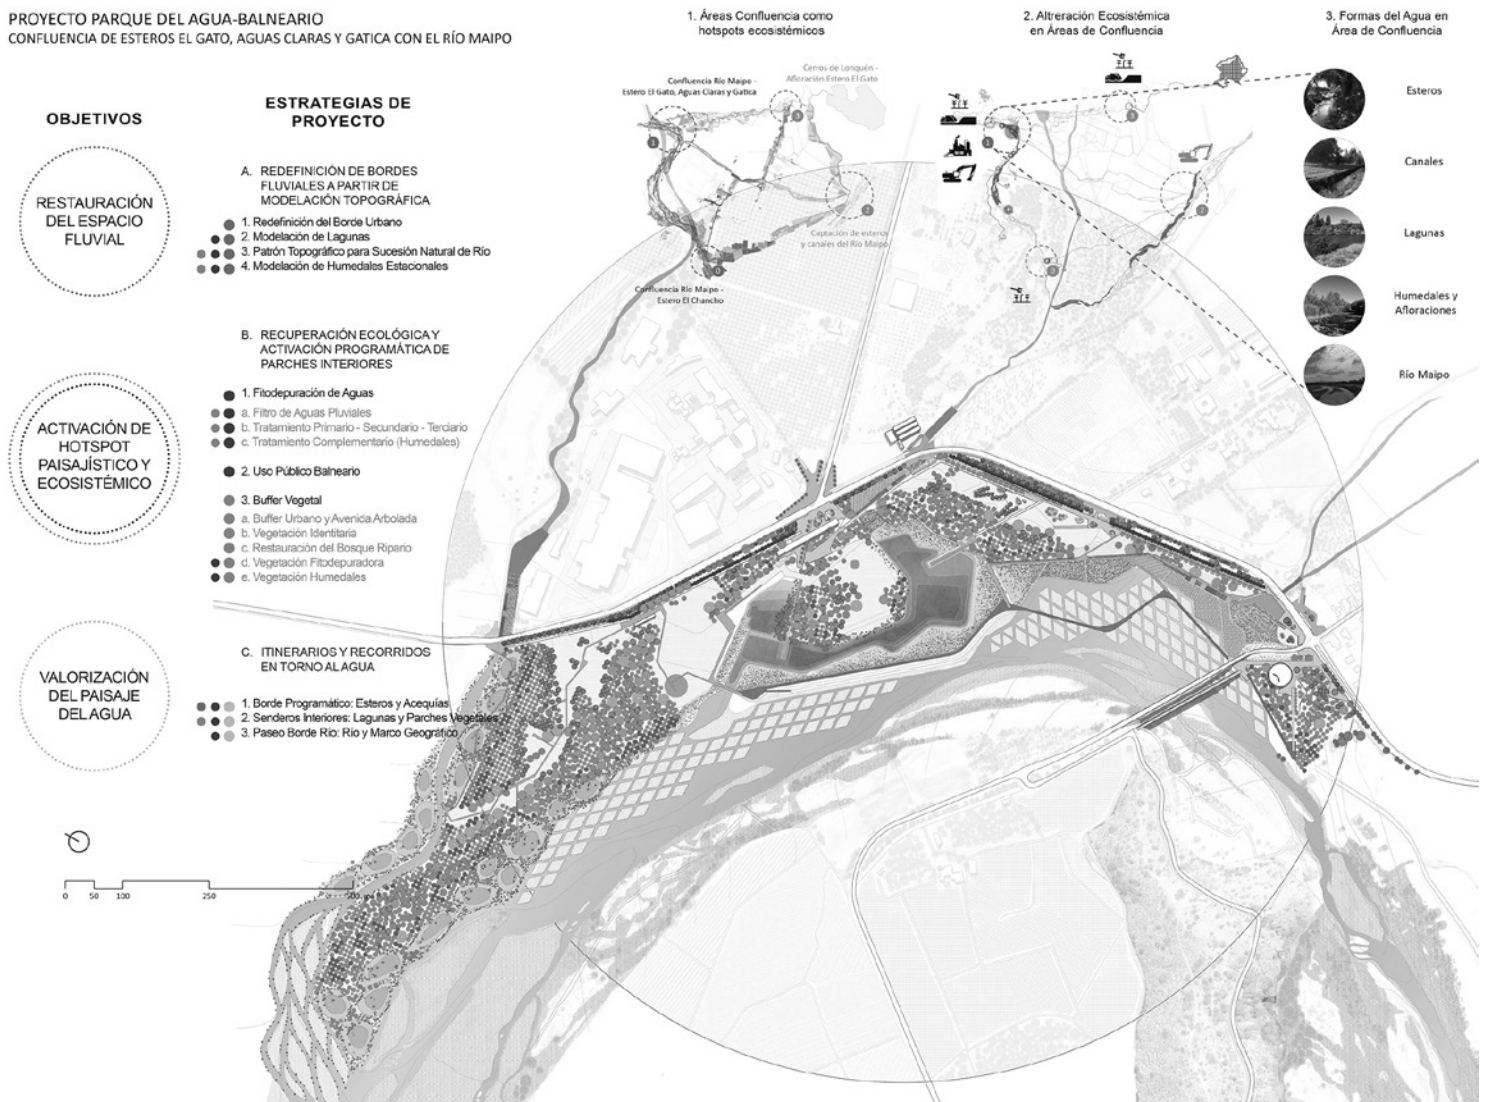 PROYECTO PARQUE DEL AGUA-BALNEARIO
CONFLUENCIA DE ESTEROS EL GATO, AGUAS CLARAS Y GATICA CON EL RÍO MAIPO
OBJETIVOS
RESTAURACIÓN
DEL ESPACIO
FLUVIAL
ACTIVACIÓN DE
HOTSPOT
PAISAJÍSTICO Y
ECOSISTÉMICO
VALORIZACIÓN
DEL PAISAJE
DEL AGUA
ESTRATEGIAS DE
PROYECTO
A. REDEFINICIÓN DE BORDES
FLUVIALES A PARTIR DE
MODELACIÓN TOPOGRÁFICA
1. Redefinición del Borde Urbano
2. Modelación de Lagunas
3. Patrón Topográfico para Sucesión Natural de Río
4. Modelación de Humedales Estacionales
B. RECUPERACIÓN ECOLÓGICA Y
ACTIVACIÓN PROGRAMÁTICA DE
PARCHES INTERIORES
1. Fitodepuración de Aguas
a. Filtro de Aguas Pluviales
b. Tratamiento Primario - Secundario - Terciario
c. Tratamiento Complementario (Humedales)
2. Uso Público Balneario
3. Buffer Vegetal
a. Buffer Urbano y Avenida Arbolada
b. Vegetación Identitaria
c. Restauración del Bosque Ripario
d. Vegetación Fitodepuradora
e. Vegetación Humedales
C. ITINERARIOS Y RECORRIDOS
EN TORNO AL AGUA
1. Borde Programático: Esteros y Acequías
2. Senderos Interiores: Lagunas y Parches Vegetales
3. Paseo Borde Río: Río y Marco Geográfico
0 50 100 250
1. Áreas Confluencia como
hotspots ecosistémicos
Confluencia Río Maipo -
Estero El Gato, Aguas Claras y Gatica
Cerros de Lonquén -
Afloración Estero El Gato
Captación de esteros
y canales del Río Maipo
Confluencia Río Maipo -
Estero El Chancho
2. Altreración Ecosistémica
en Áreas de Confluencia
3. Formas del Agua en
Área de Confluencia
Esteros
Canales
Lagunas
Humedales y
Afloraciones
Río Maipo